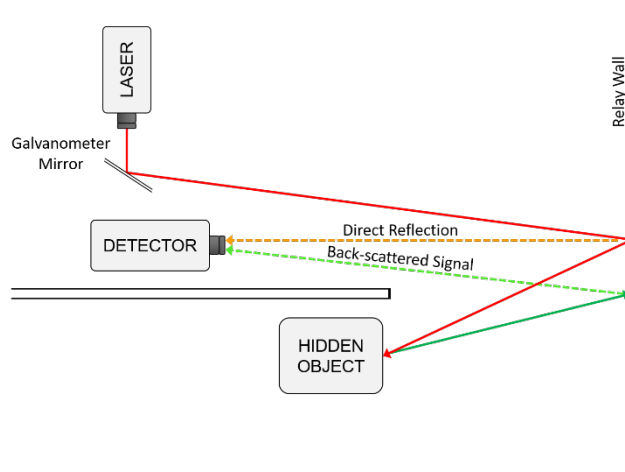 LASER
Relay Wall
Galvanometer
Mirror
Direct Reflection
DETECTOR
Back-scattered Signal
HIDDEN
OBJECT